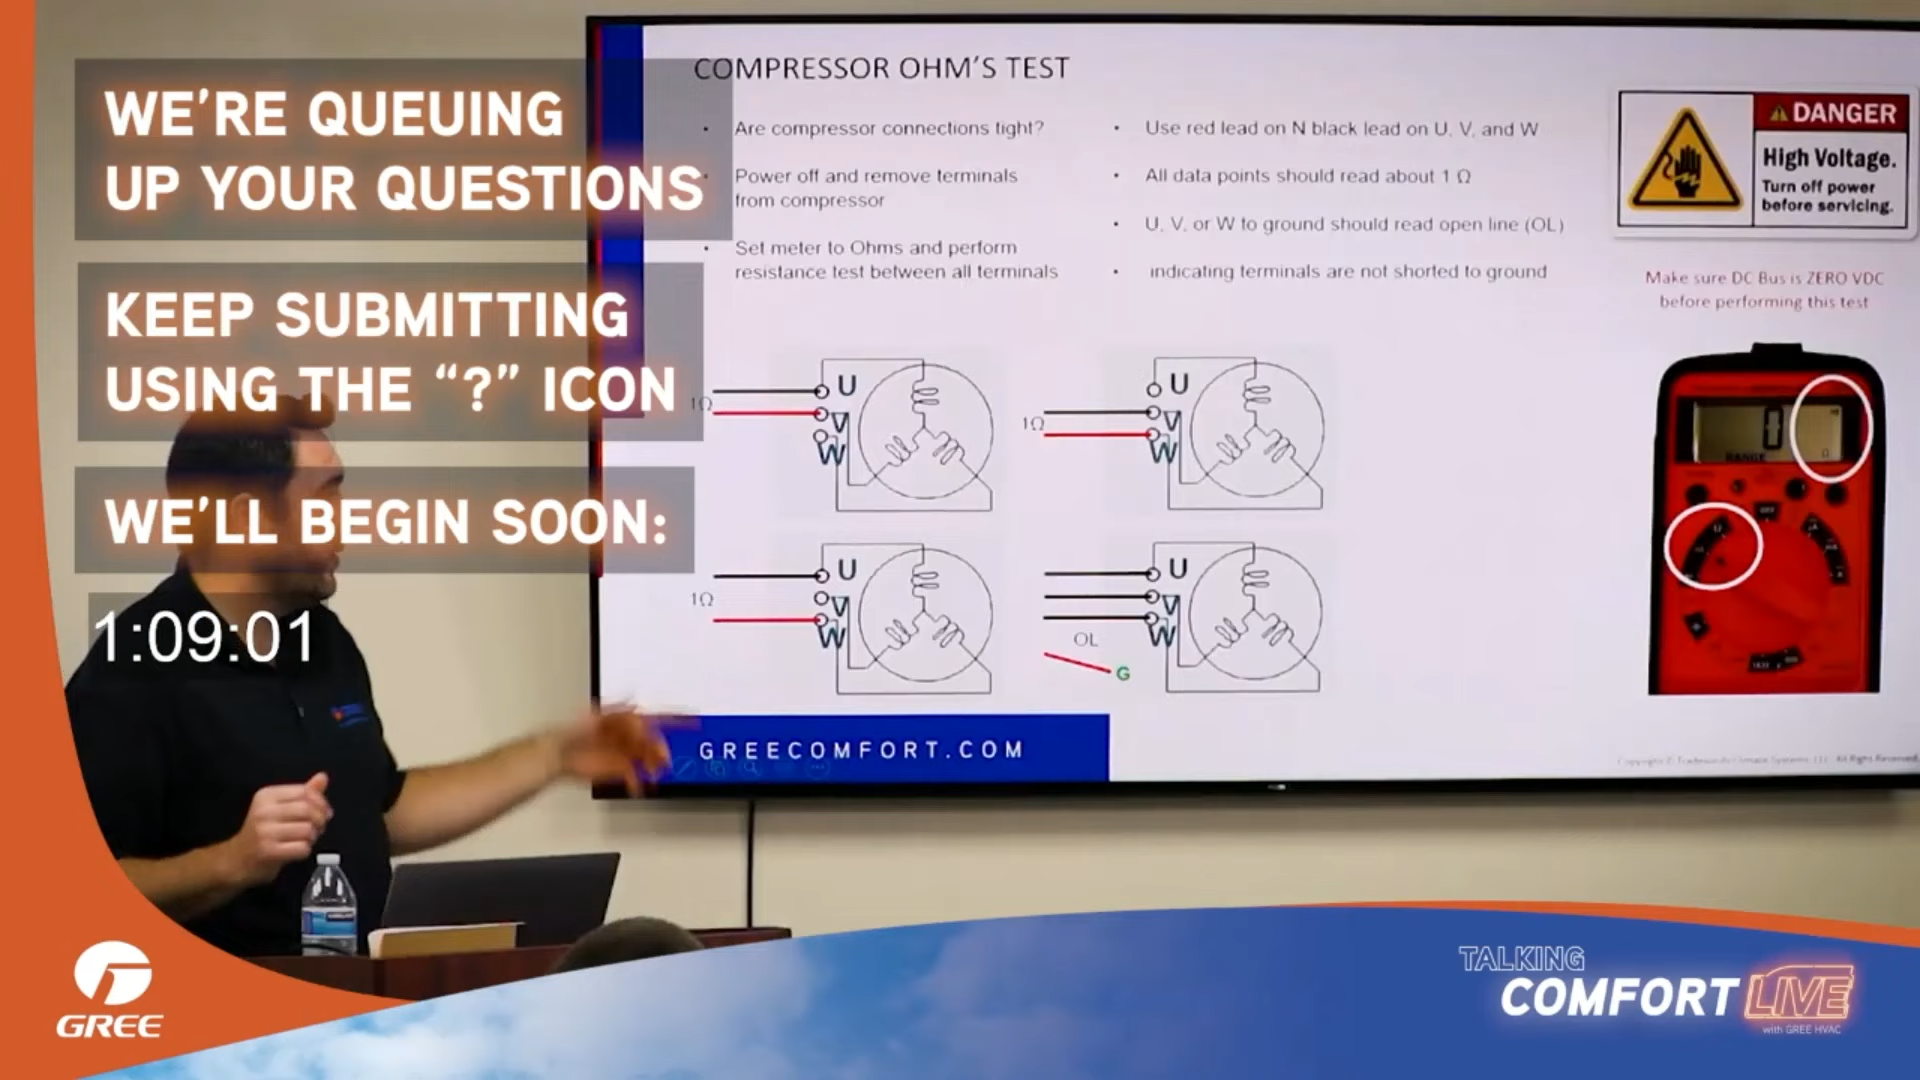 WE'RE QUEUING
UP YOUR QUESTIONS
KEEP SUBMITTING
USING THE “?” ICON
WE'LL BEGIN SOON:
1:09:01
COMPRESSOR OHM'S TEST
• Are compressor connections tight?
• Power off and remove terminals
from compressor
• Set meter to Ohms and perform
resistance test between all terminals
• Use red lead on N black lead on U, V, and W
• All data points should read about 1 Ω
• U, V, or W to ground should read open line (OL)
• indicating terminals are not shorted to ground
DANGER
High Voltage.
Turn off power
before servicing.
Make sure DC Bus is ZERO VDC
before performing this test
1Ω
U
V
W
1Ω
U
V
W
1Ω
U
V
W
U
V
W
OL
G
0
RANGE
Ω
GREECOMFORT.COM
GREE
TALKING
COMFORT LIVE
with GREE HVAC